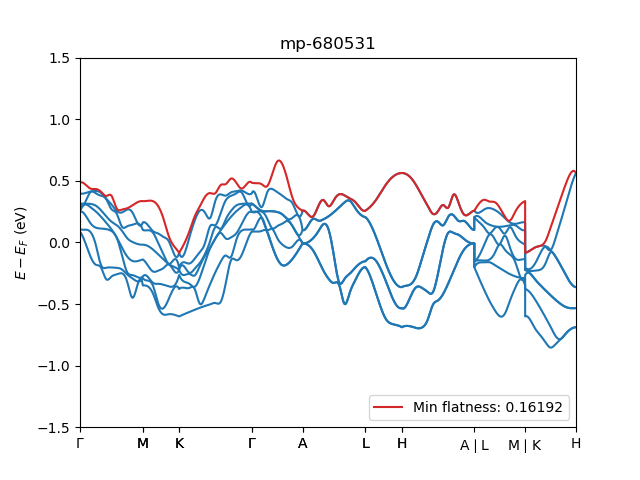 mp-680531
E − E_F (eV)
1.5
1.0
0.5
0.0
−0.5
−1.0
−1.5
Min flatness: 0.16192
Γ M K Γ A L H A | L M | K H